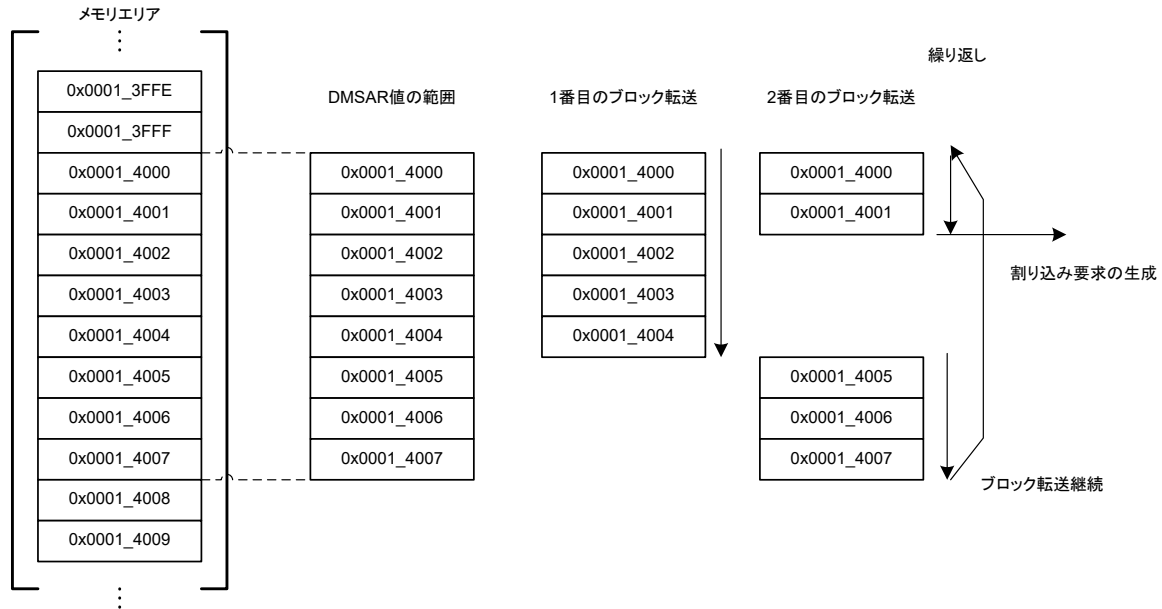 メモリエリア
0x0001_3FFE
0x0001_3FFF
0x0001_4000
0x0001_4001
0x0001_4002
0x0001_4003
0x0001_4004
0x0001_4005
0x0001_4006
0x0001_4007
0x0001_4008
0x0001_4009
DMSAR値の範囲
0x0001_4000
0x0001_4001
0x0001_4002
0x0001_4003
0x0001_4004
0x0001_4005
0x0001_4006
0x0001_4007
1番目のブロック転送
0x0001_4000
0x0001_4001
0x0001_4002
0x0001_4003
0x0001_4004
2番目のブロック転送
0x0001_4000
0x0001_4001
0x0001_4005
0x0001_4006
0x0001_4007
繰り返し
割り込み要求の生成
ブロック転送継続